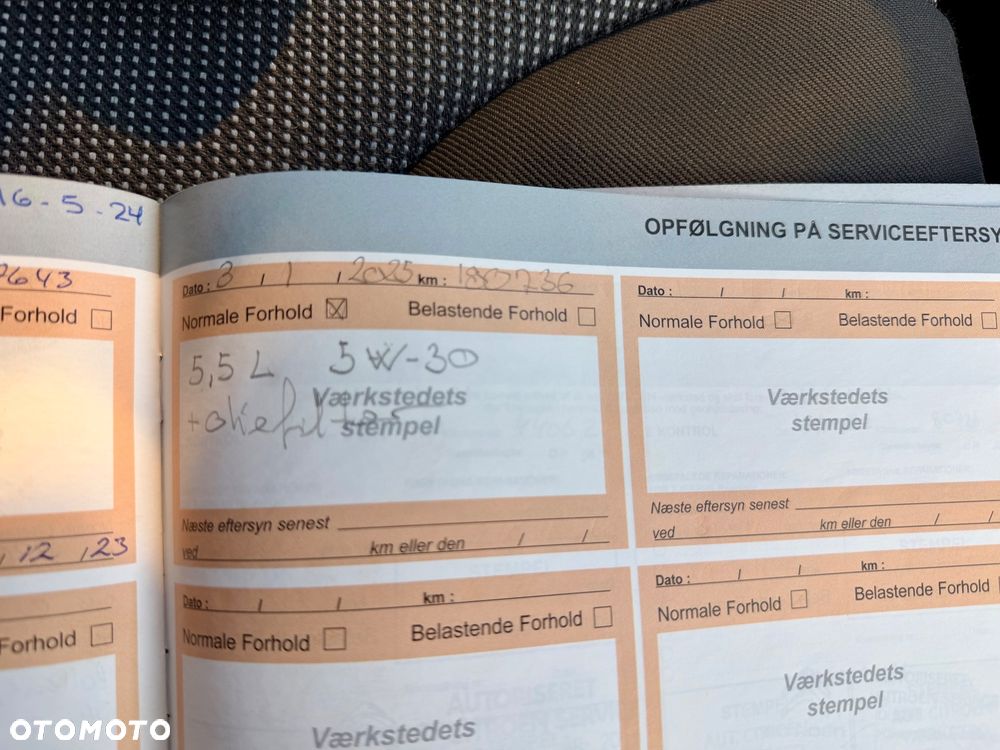 16-5-24
OPFØLGNING PÅ SERVICEEFTERSY
2643
Forhold
, 12 , 23
Forhold
Dato : 3 / 1 , 2025 km : 180736
Normale Forhold ☒ Belastende Forhold ☐
5,5 L 5W-30
Værkstedets
+oliefilter
stempel
Næste eftersyn senest
ved km eller den / /
Dato : / / km :
Normale Forhold ☐ Belastende Forhold ☐
Værkstedets
stempel
Næste eftersyn senest
ved km eller den / /
Dato : / / km :
Normale Forhold ☐ Belastende Forhold ☐
Værkstedets
Dato : / / km :
Normale Forhold ☐ Belastende Forhold
Værkstedets
stempel
OTOMOTO